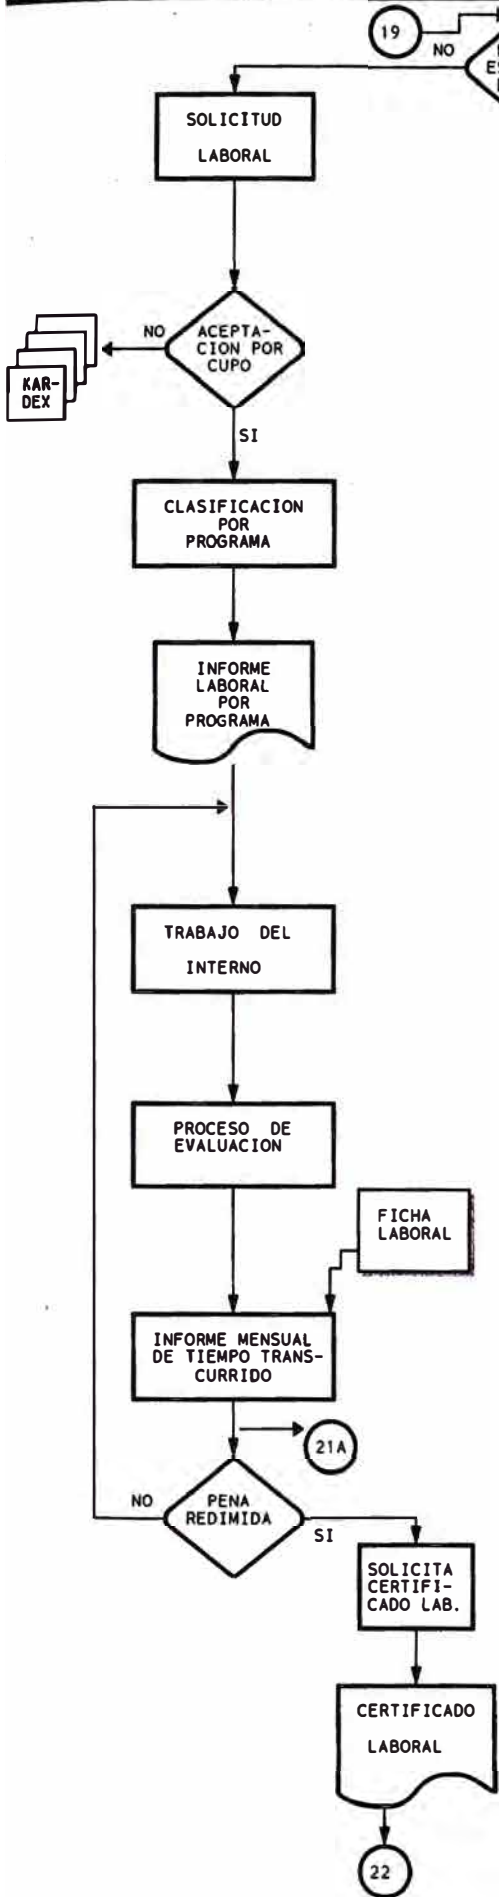 19
NO
SOLICITUD
LABORAL
NO
ACEPTA-
CION POR
CUPO
KAR-
DEX
SI
CLASIFICACION
POR
PROGRAMA
INFORME
LABORAL
POR
PROGRAMA
TRABAJO DEL
INTERNO
PROCESO DE
EVALUACION
FICHA
LABORAL
INFORME MENSUAL
DE TIEMPO TRANS-
CURRIDO
21A
NO
PENA
REDIMIDA
SI
SOLICITA
CERTIFI-
CADO LAB.
CERTIFICADO
LABORAL
22